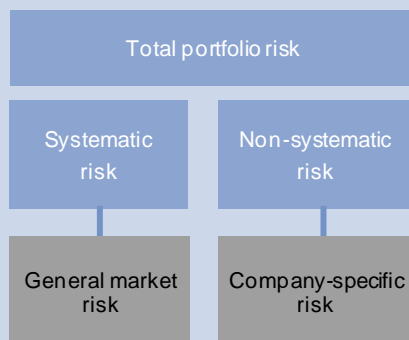 Total portfolio risk
Systematic
risk
Non-systematic
risk
General market
risk
Company-specific
risk